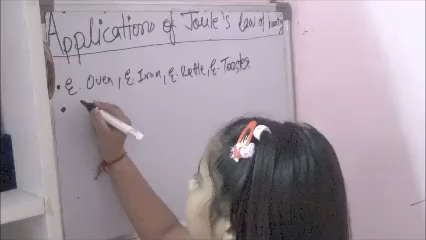 Applications of Joule's law of heating
• E. Oven, E. Iron, E. Kettle, E. Toaster
•